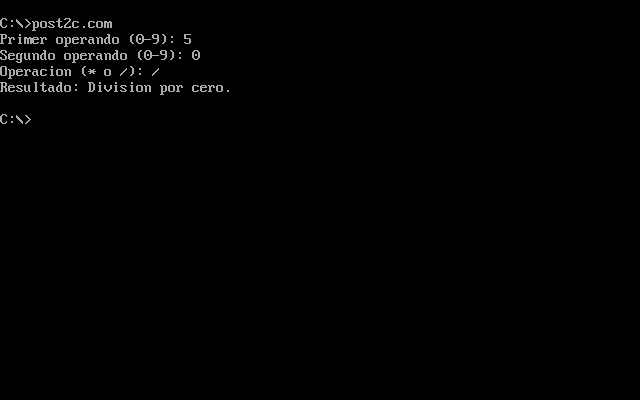 C:\>post2c.com
Primer operando (0-9): 5
Segundo operando (0-9): 0
Operacion (* o /): /
Resultado: Division por cero.
C:\>